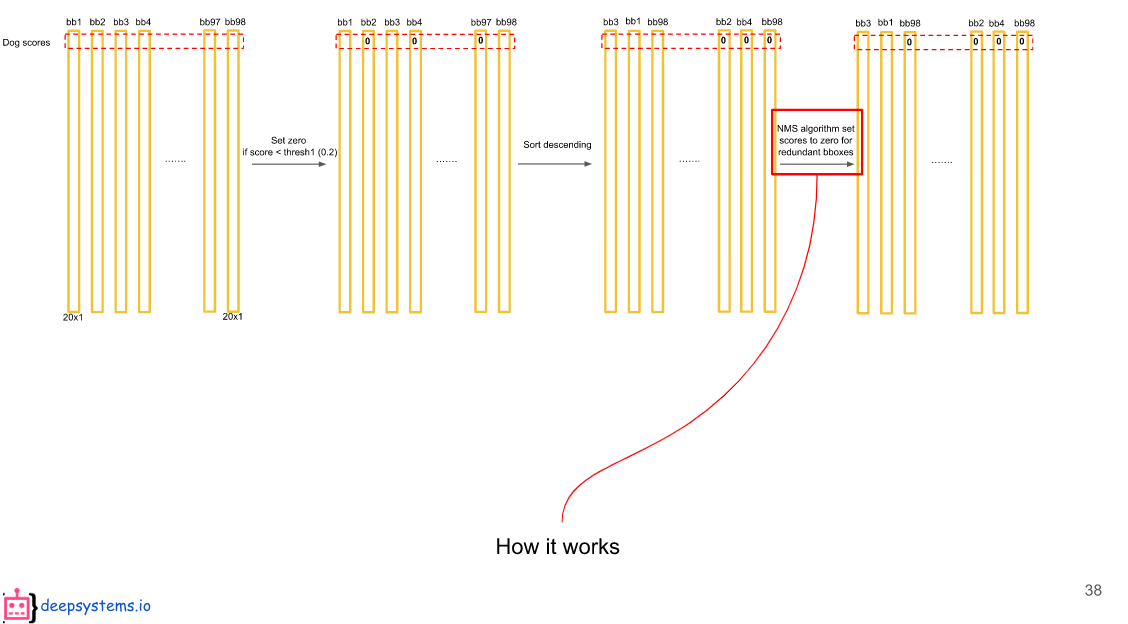 bb1 bb2 bb3 bb4 bb97 bb98
bb1 bb2 bb3 bb4 bb97 bb98
bb3 bb1 bb98 bb2 bb4 bb98
bb3 bb1 bb98 bb2 bb4 bb98
Dog scores
0 0 0
0 0 0
0 0 0 0
Set zero
if score < thresh1 (0.2)
Sort descending
NMS algorithm set
scores to zero for
redundant bboxes
.......
.......
.......
.......
20x1 20x1
How it works
deepsystems.io
38